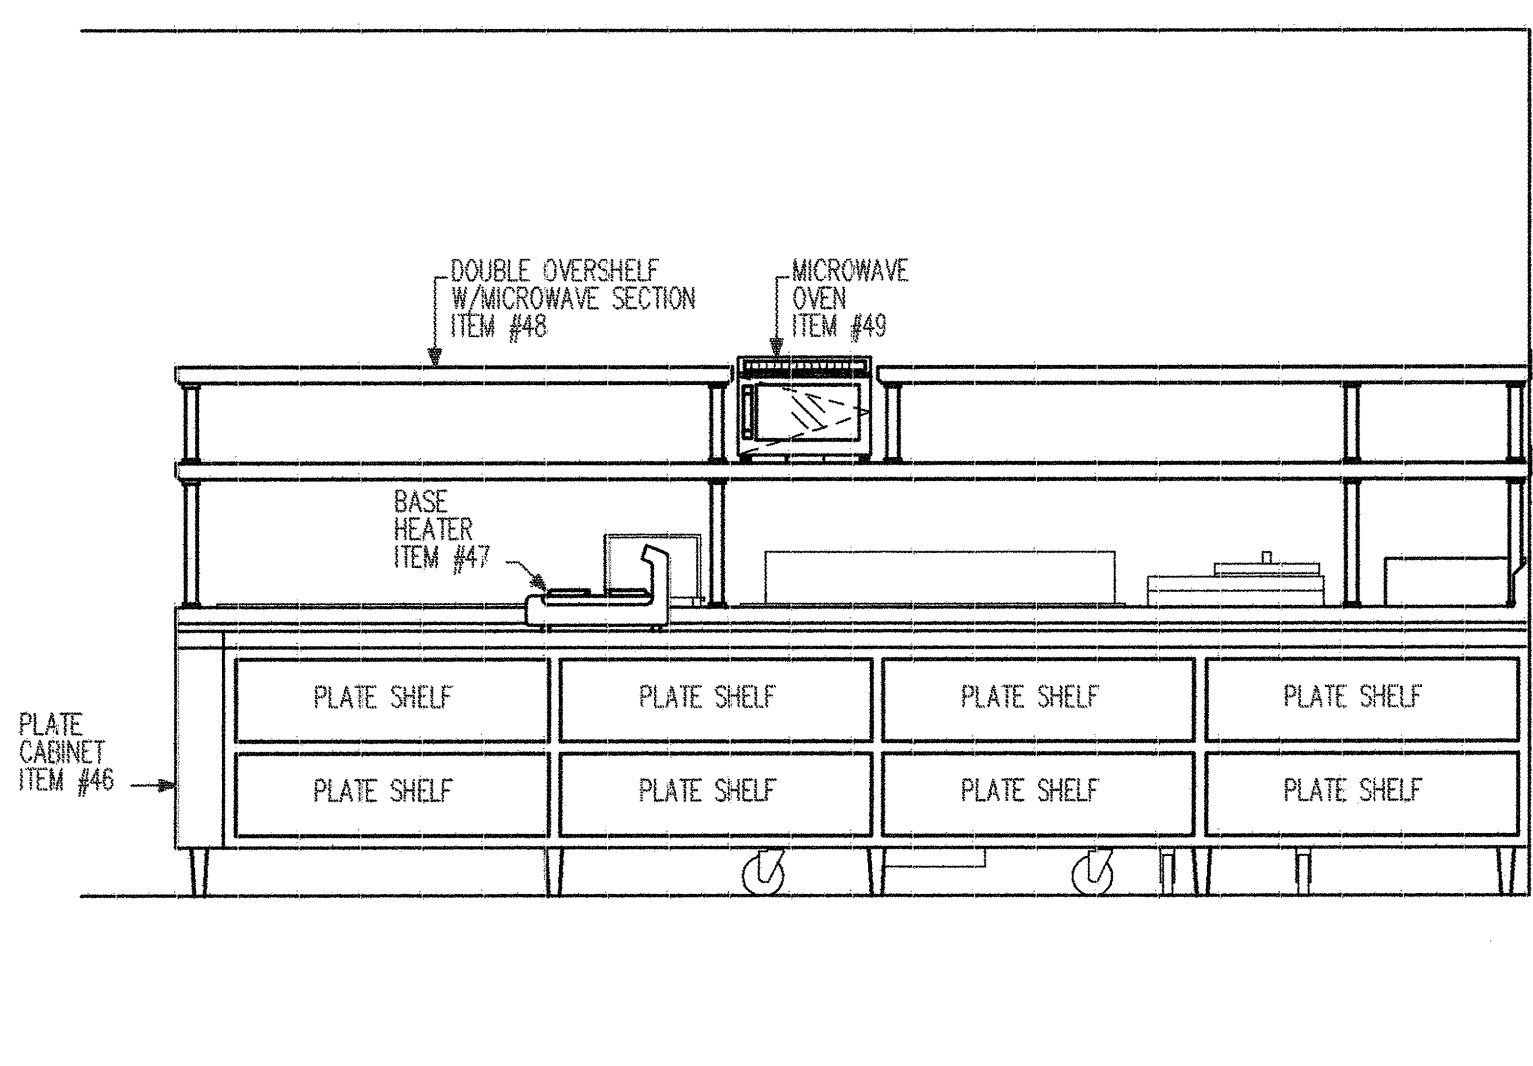 DOUBLE OVERSHELF
W/MICROWAVE SECTION
ITEM #48
MICROWAVE
OVEN
ITEM #49
BASE
HEATER
ITEM #47
PLATE SHELF
PLATE SHELF
PLATE SHELF
PLATE SHELF
PLATE
CABINET
ITEM #46
PLATE SHELF
PLATE SHELF
PLATE SHELF
PLATE SHELF